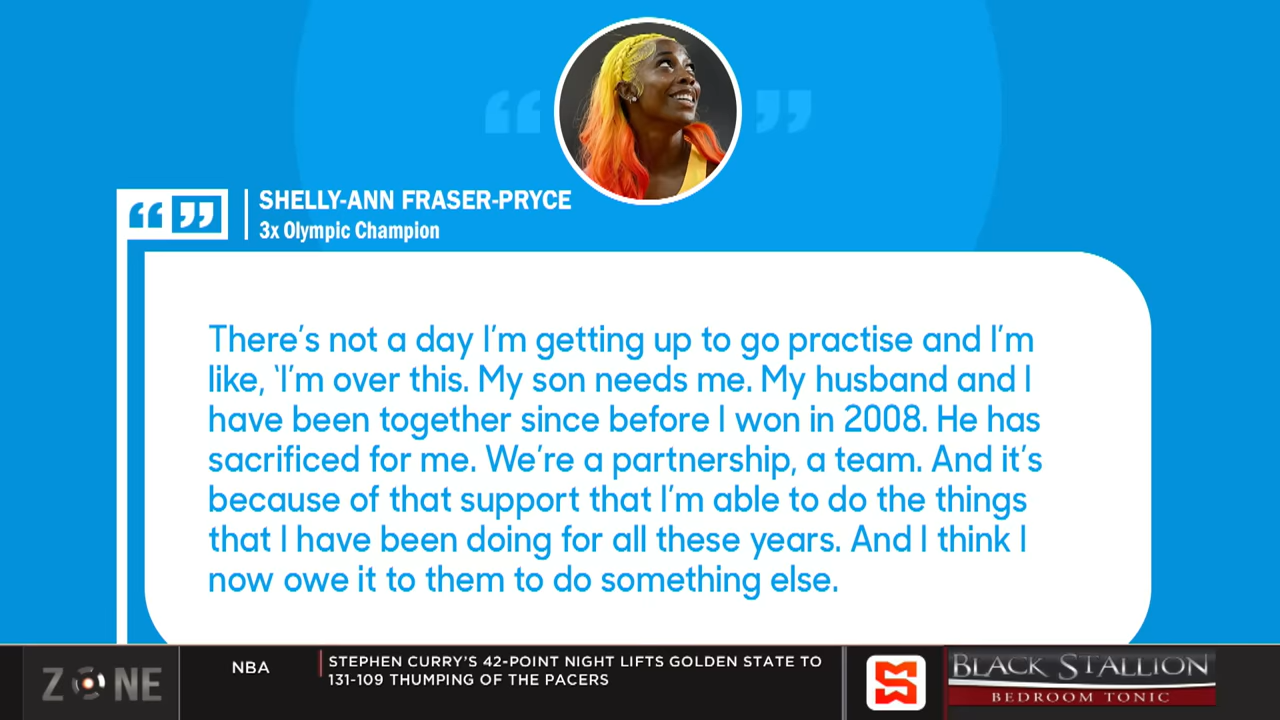 SHELLY-ANN FRASER-PRYCE
3x Olympic Champion
There's not a day I'm getting up to go practise and I'm
like, 'I'm over this. My son needs me. My husband and I
have been together since before I won in 2008. He has
sacrificed for me. We're a partnership, a team. And it's
because of that support that I'm able to do the things
that I have been doing for all these years. And I think I
now owe it to them to do something else.
ZONE
NBA
STEPHEN CURRY'S 42-POINT NIGHT LIFTS GOLDEN STATE TO
131-109 THUMPING OF THE PACERS
BLACK STALLION
BEDROOM TONIC